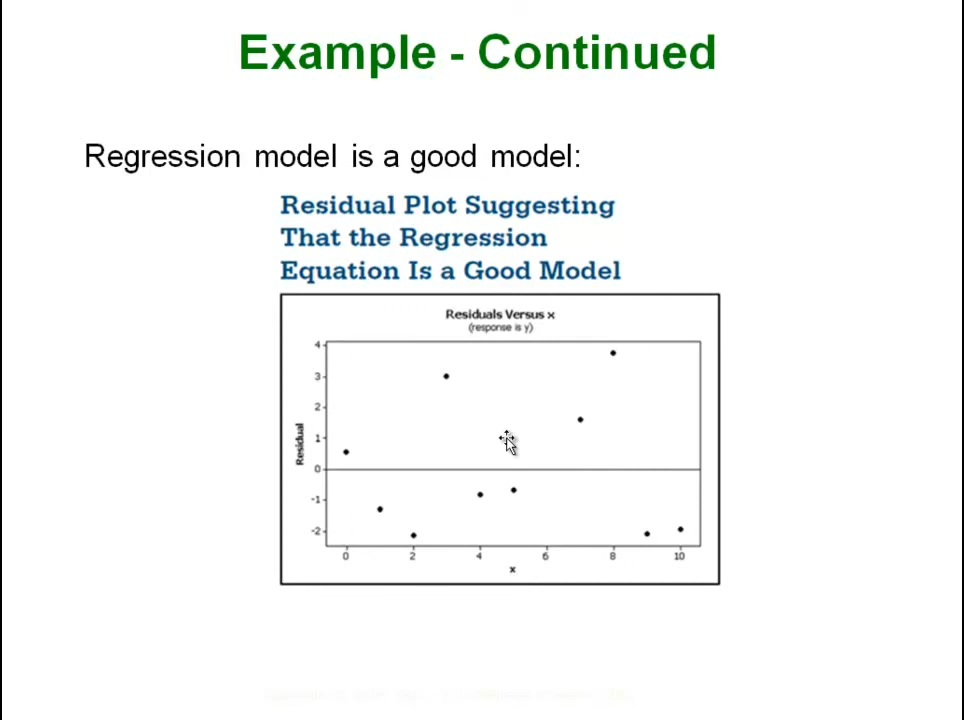 Example - Continued
Regression model is a good model:
Residual Plot Suggesting
That the Regression
Equation Is a Good Model
Residuals Versus x
(response is y)
4
3
2
1
0
-1
-2
Residual
0 2 4 6 8 10
x